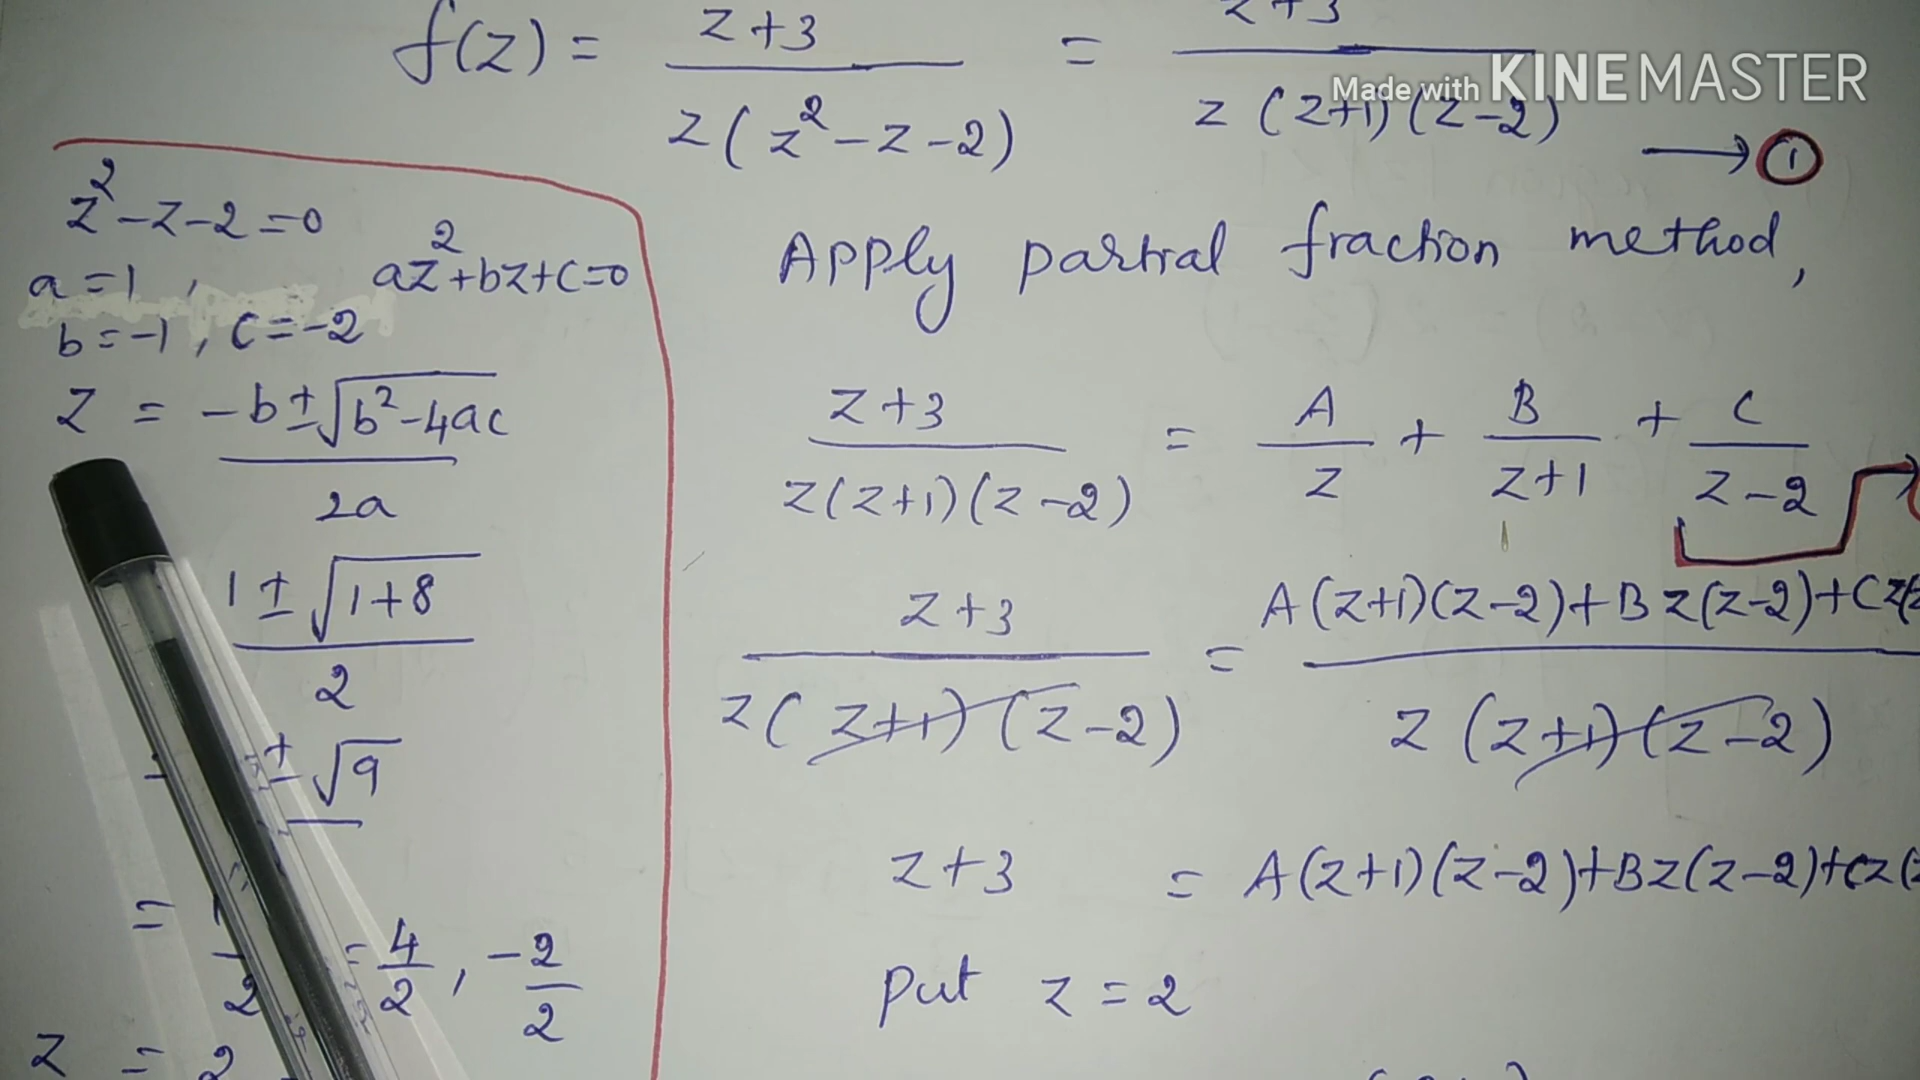 f(z) = z+3 / z(z²-z-2) = z+3 / z(z+1)(z-2) → ①
Made with KINEMASTER
z²-z-2=0
a=1, az²+bz+c=0
b=-1, c=-2
z = -b±√b²-4ac / 2a
1±√1+8 / 2
±√9
= 4/2, -2/2
z = 2
Apply partial fraction method,
z+3 / z(z+1)(z-2) = A/z + B/z+1 + C/z-2
z+3 / z(z+1)(z-2) = A(z+1)(z-2)+Bz(z-2)+Cz( / z(z+1)(z-2)
z+3 = A(z+1)(z-2)+Bz(z-2)+Cz(
Put z=2